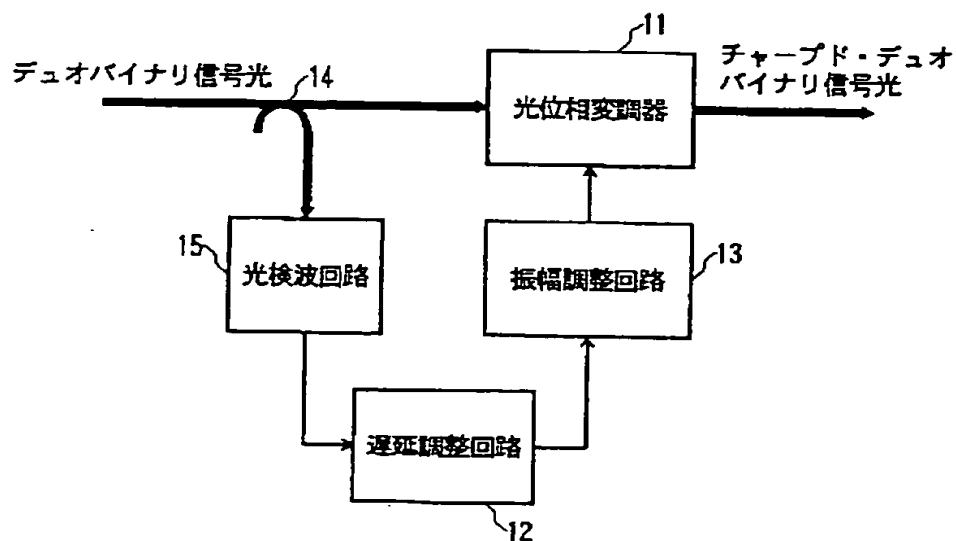 11
デュオバイナリ信号光
14
チャープド・デュオ
バイナリ信号光
光位相変調器
15
光検波回路
13
振幅調整回路
遅延調整回路
12